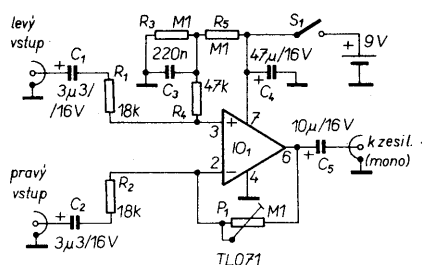 levý
vstup
C1
3µ3/
/16V
R1
18k
R3
M1
R5
M1
220n
C3
47k
R4
S1
9V
47µ/16V
C4
3
2
7
6
4
IO1
10µ/16V
C5
k zesil.
(mono)
pravý
vstup
C2
3µ3/16V
R2
18k
P1
M1
TL071